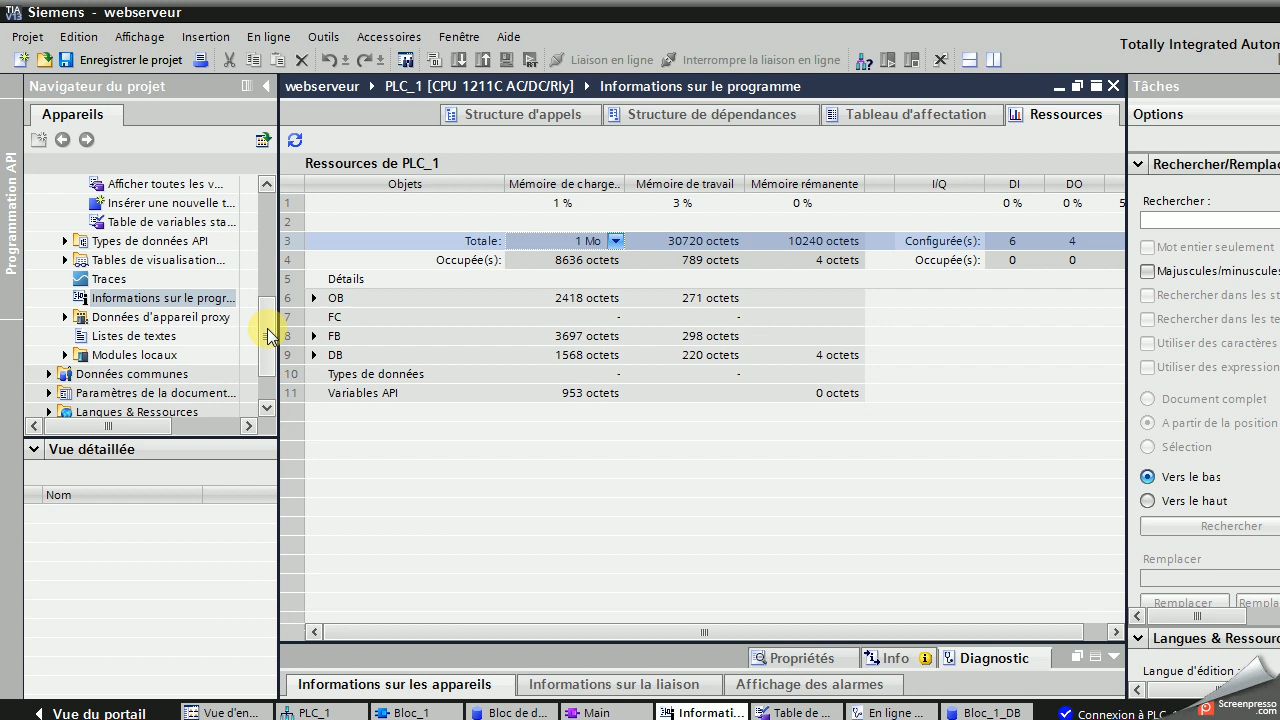 TIA V13 Siemens - webserveur
Projet Edition Affichage Insertion En ligne Outils Accessoires Fenêtre Aide
Totally Integrated Autom
Enregistrer le projet Liaison en ligne Interrompre la liaison en ligne
Navigateur du projet
webserveur PLC_1 [CPU 1211C AC/DC/Rly] Informations sur le programme
Tâches
Appareils
Structure d'appels Structure de dépendances Tableau d'affectation Ressources
Options
Programmation API
Ressources de PLC_1
Rechercher/Remplac
Afficher toutes les v...
Insérer une nouvelle t...
Table de variables sta...
Types de données API
Tables de visualisation...
Traces
Informations sur le progr...
Données d'appareil proxy
Listes de textes
Modules locaux
Données communes
Paramètres de la document...
Langues & Ressources
Objets Mémoire de charge.. Mémoire de travail Mémoire rémanente I/Q DI DO
1 1 % 3 % 0 % 0 % 0 % 5
2
3 Totale: 1 Mo 30720 octets 10240 octets Configurée(s): 6 4
4 Occupée(s): 8636 octets 789 octets 4 octets Occupée(s): 0 0
5 Détails
6 OB 2418 octets 271 octets
7 FC - -
8 FB 3697 octets 298 octets
9 DB 1568 octets 220 octets 4 octets
10 Types de données - -
11 Variables API 953 octets 0 octets
Rechercher :
Mot entier seulement
Majuscules/minuscules
Rechercher dans les st
Rechercher dans les te
Utiliser des caractères
Utiliser des expression
Document complet
A partir de la position
Sélection
Vers le bas
Vers le haut
Rechercher
Remplacer
Remplacer Rempla
Langues & Ressourc
Langue d'édition :
Vue détaillée
Nom
Propriétés Info Diagnostic
Informations sur les appareils Informations sur la liaison Affichage des alarmes
Vue du portail Vue d'en... PLC_1 Bloc_1 Bloc de d... Main Informati... Table de ... En ligne ... Bloc_1_DB Connexion à PLC_
Screenpresso
.com